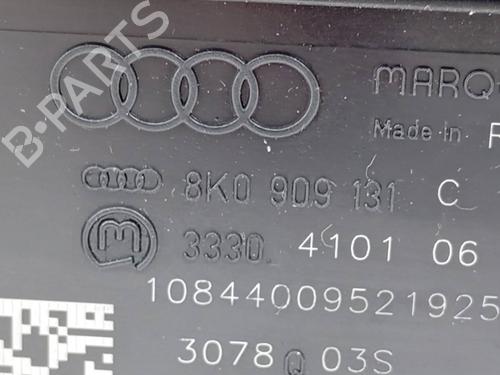 B-PARTS
MARQ
Made in
8K0 909 131 C
M
3330. 4101 06
10844009521925
3078 Q 03S